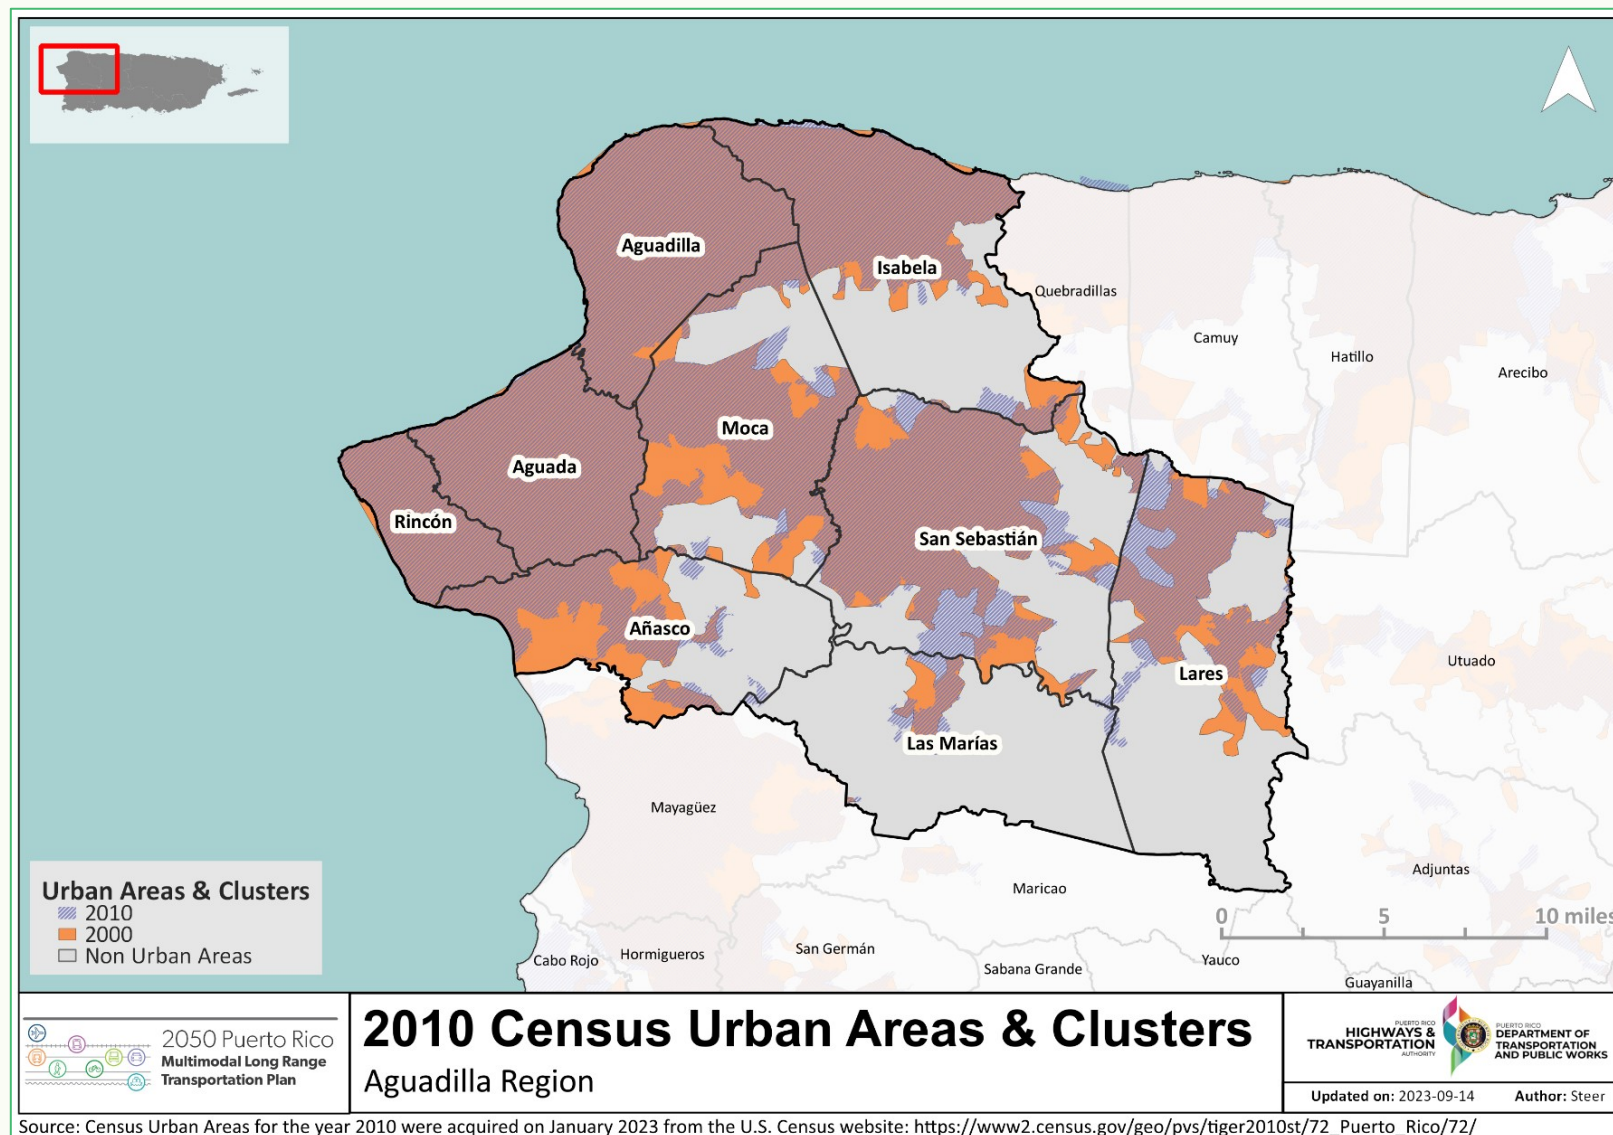 Aguadilla
Isabela
Quebradillas
Camuy
Hatillo
Arecibo
Moca
Aguada
Rincón
San Sebastián
Añasco
Lares
Utuado
Las Marías
Mayagüez
Adjuntas
Maricao
Urban Areas & Clusters
2010
2000
Non Urban Areas
0 5 10 miles
Cabo Rojo
Hormigueros
San Germán
Sabana Grande
Yauco
Guayanilla
2050 Puerto Rico
Multimodal Long Range
Transportation Plan
2010 Census Urban Areas & Clusters
Aguadilla Region
PUERTO RICO
HIGHWAYS &
TRANSPORTATION
AUTHORITY
PUERTO RICO
DEPARTMENT OF
TRANSPORTATION
AND PUBLIC WORKS
Updated on: 2023-09-14 Author: Steer
Source: Census Urban Areas for the year 2010 were acquired on January 2023 from the U.S. Census website: https://www2.census.gov/geo/pvs/tiger2010st/72_Puerto_Rico/72/